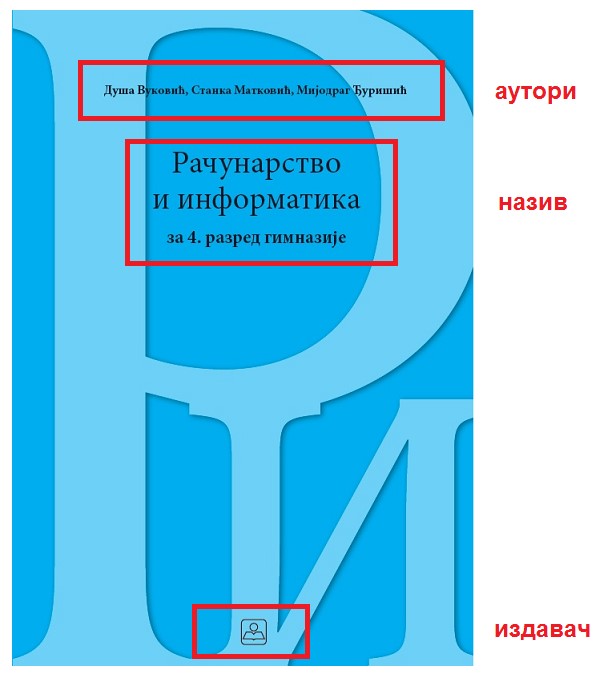 Душа Вуковић, Станка Матковић, Мијодраг Ђуришић
аутори
Рачунарство
и информатика
за 4. разред гимназије
назив
издавач